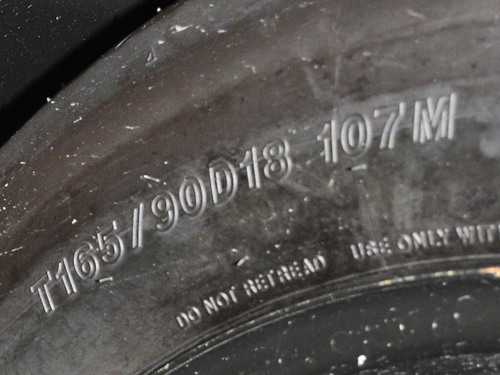 T165/90D18 107M
DO NOT RETREAD USE ONLY WITH